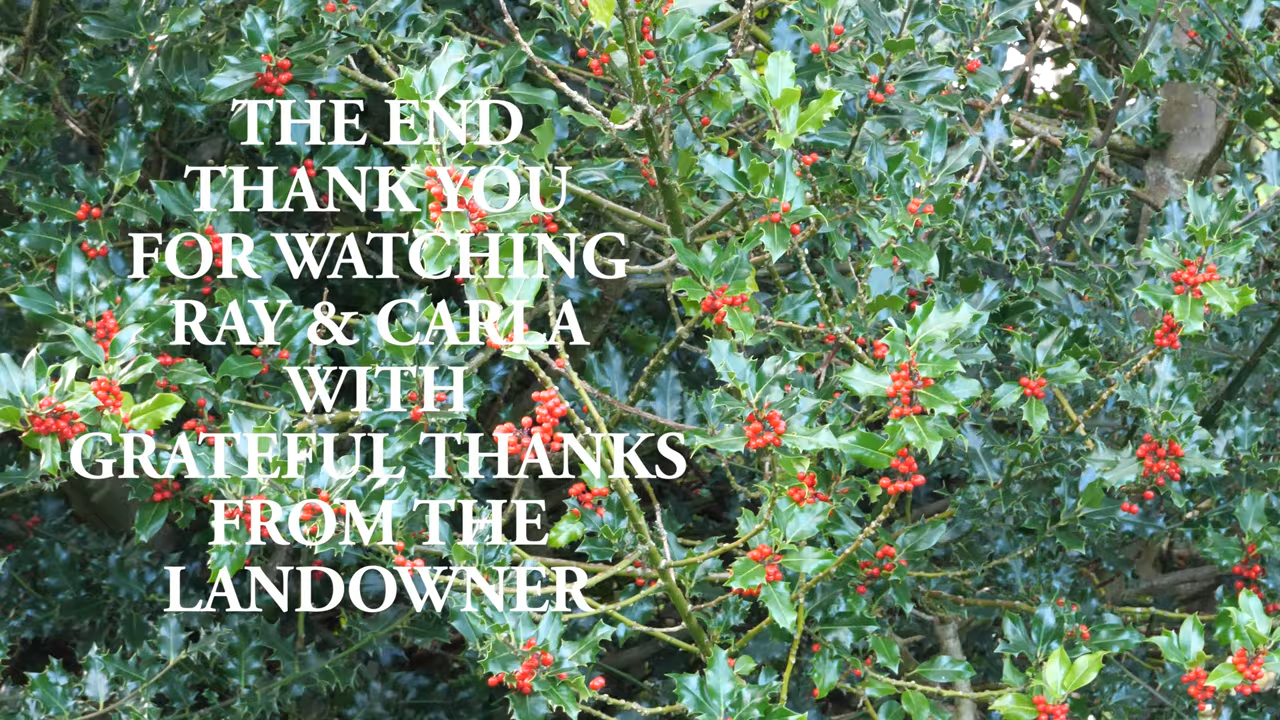 THE END
THANK YOU
FOR WATCHING
RAY & CARLA
WITH
GRATEFUL THANKS
FROM THE
LANDOWNER